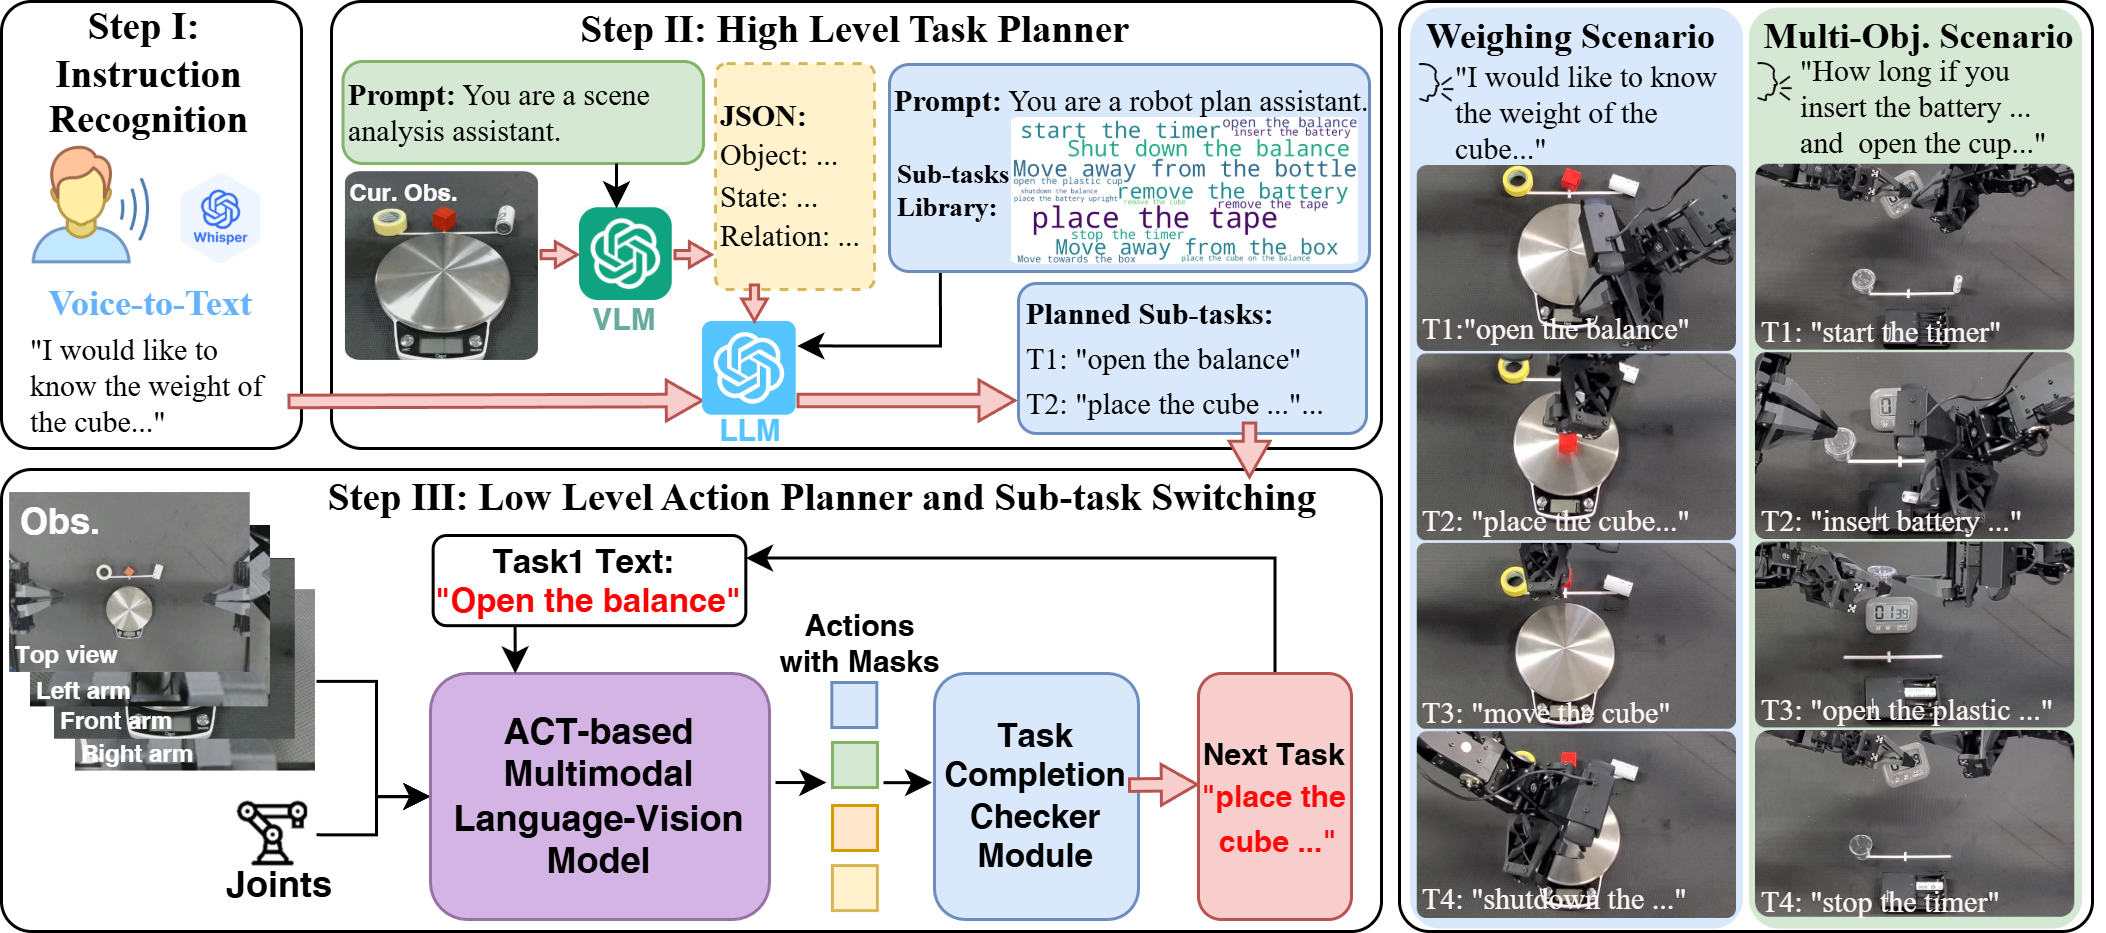 Step I:
Instruction
Recognition
Whisper
Voice-to-Text
"I would like to
know the weight of
the cube..."
Step II: High Level Task Planner
Prompt: You are a scene
analysis assistant.
Cur. Obs.
VLM
JSON:
Object: ...
State: ...
Relation: ...
LLM
Prompt: You are a robot plan assistant.
Sub-tasks
Library:
start the timer
open the balance
insert the battery
Shut down the balance
Move away from the bottle
open the plastic cup
shutdown the balance
remove the battery
place the battery upright
remove the cube
remove the tape
place the tape
stop the timer
Move away from the box
Move towards the box
place the cube on the balance
Planned Sub-tasks:
T1: "open the balance"
T2: "place the cube ..."...
Step III: Low Level Action Planner and Sub-task Switching
Obs.
Top view
Left arm
Front arm
Right arm
Joints
Task1 Text:
"Open the balance"
ACT-based
Multimodal
Language-Vision
Model
Actions
with Masks
Task
Completion
Checker
Module
Next Task
"place the
cube ..."
Weighing Scenario
"I would like to know
the weight of the
cube..."
T1:"open the balance"
T2: "place the cube..."
T3: "move the cube"
T4: "shutdown the ..."
Multi-Obj. Scenario
"How long if you
insert the battery ...
and open the cup..."
T1: "start the timer"
T2: "insert battery ..."
0139
T3: "open the plastic ..."
T4: "stop the timer"